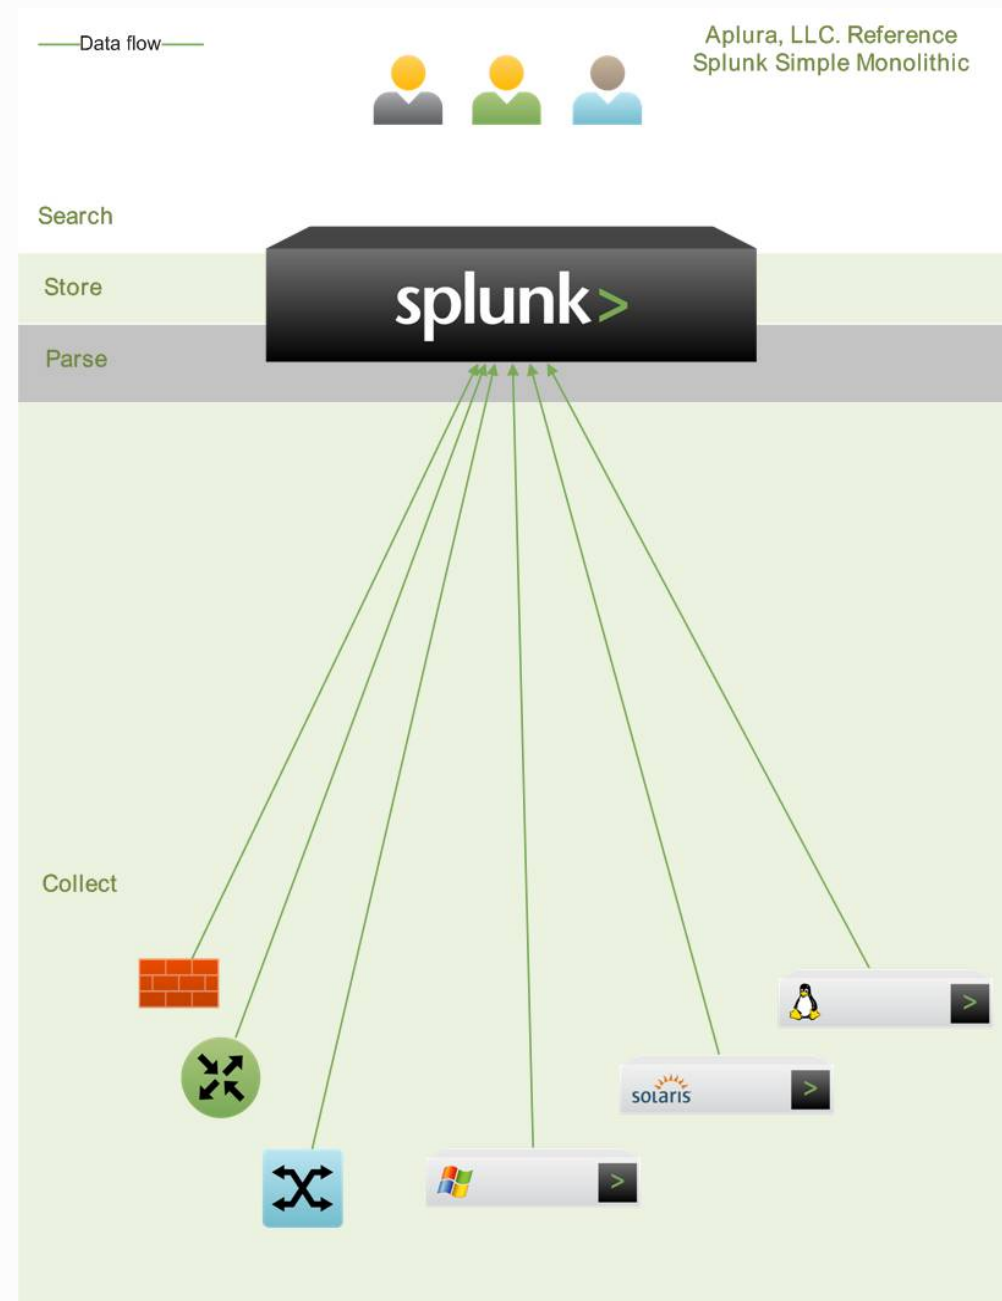 Data flow
Aplura, LLC. Reference
Splunk Simple Monolithic
Search
Store
splunk>
Parse
Collect
>
solaris
>
>